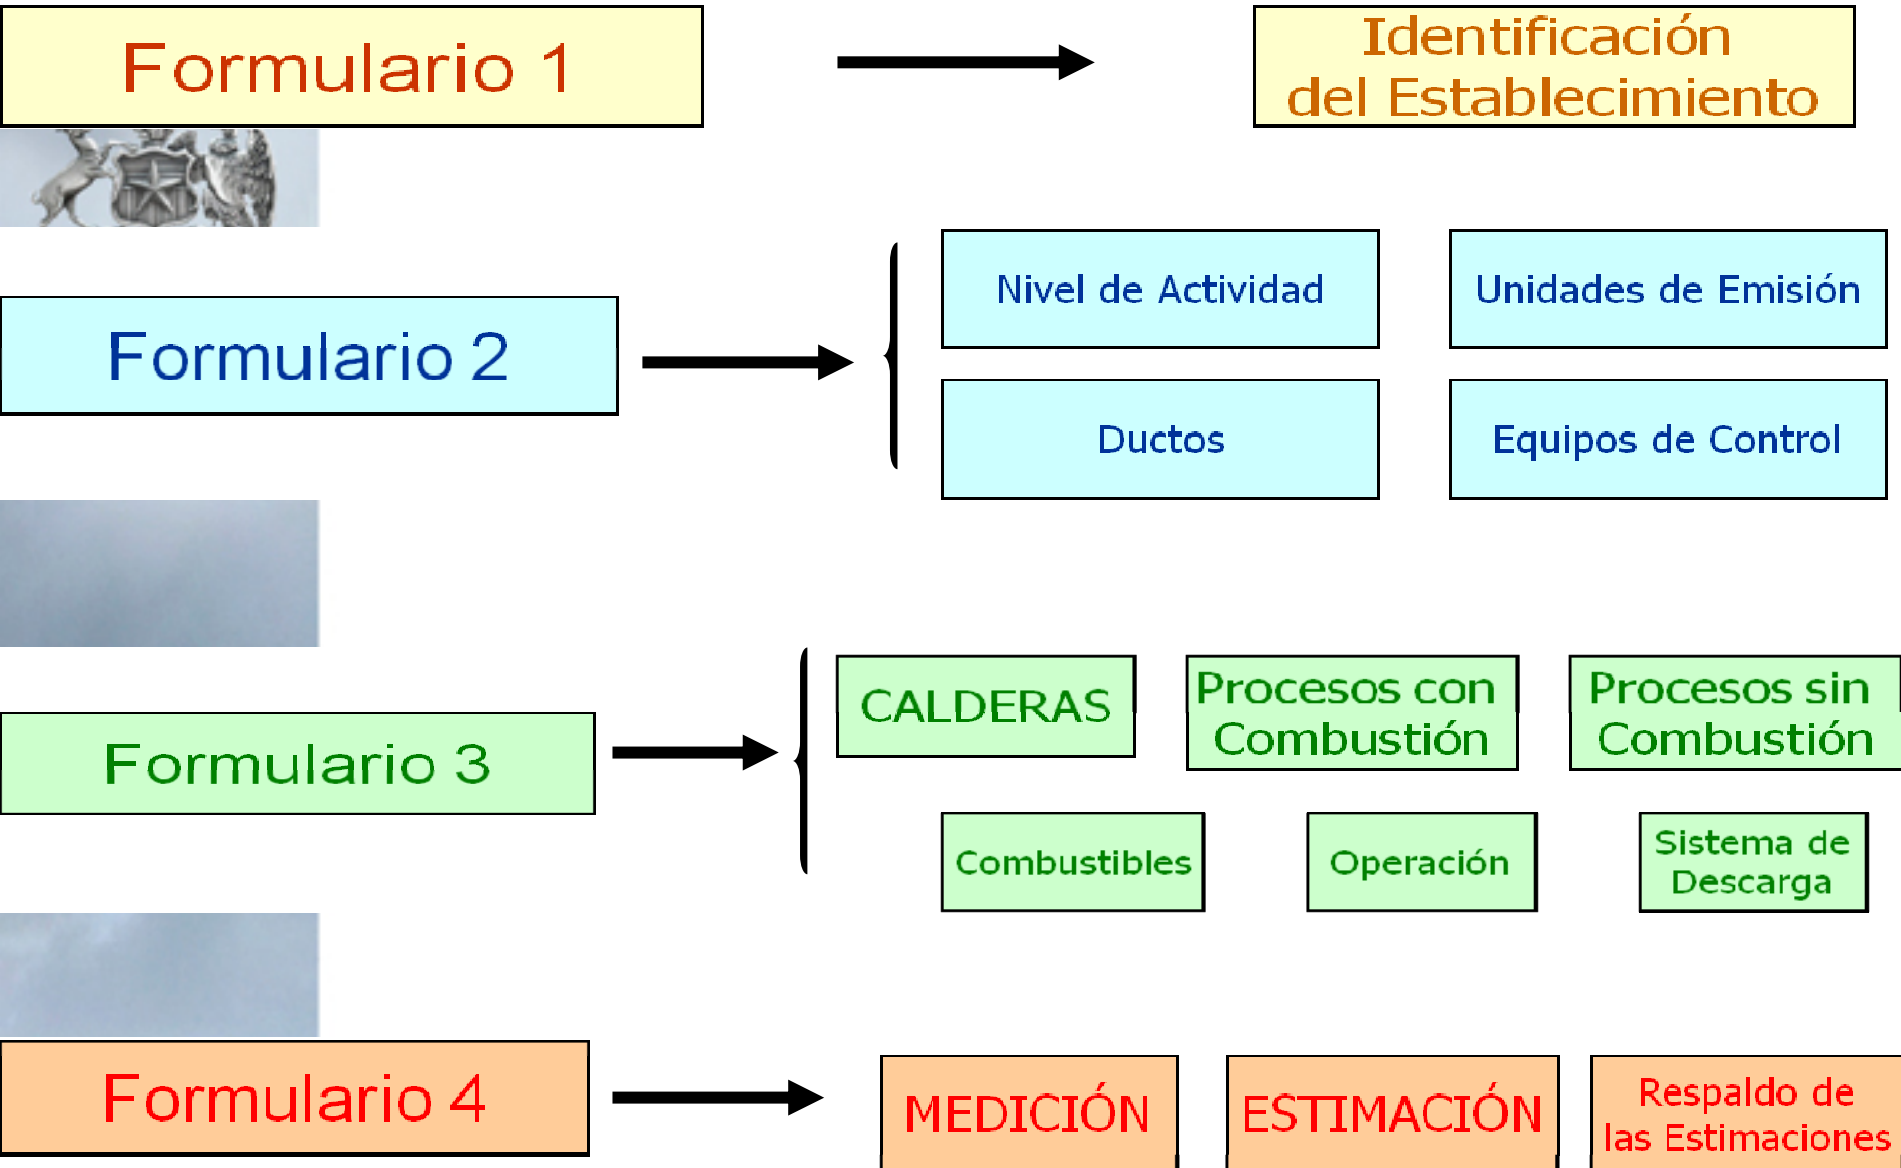 Formulario 1
Identificación
del Establecimiento
Formulario 2
Nivel de Actividad
Unidades de Emisión
Ductos
Equipos de Control
Formulario 3
CALDERAS
Procesos con
Combustión
Procesos sin
Combustión
Combustibles
Operación
Sistema de
Descarga
Formulario 4
MEDICIÓN
ESTIMACIÓN
Respaldo de
las Estimaciones